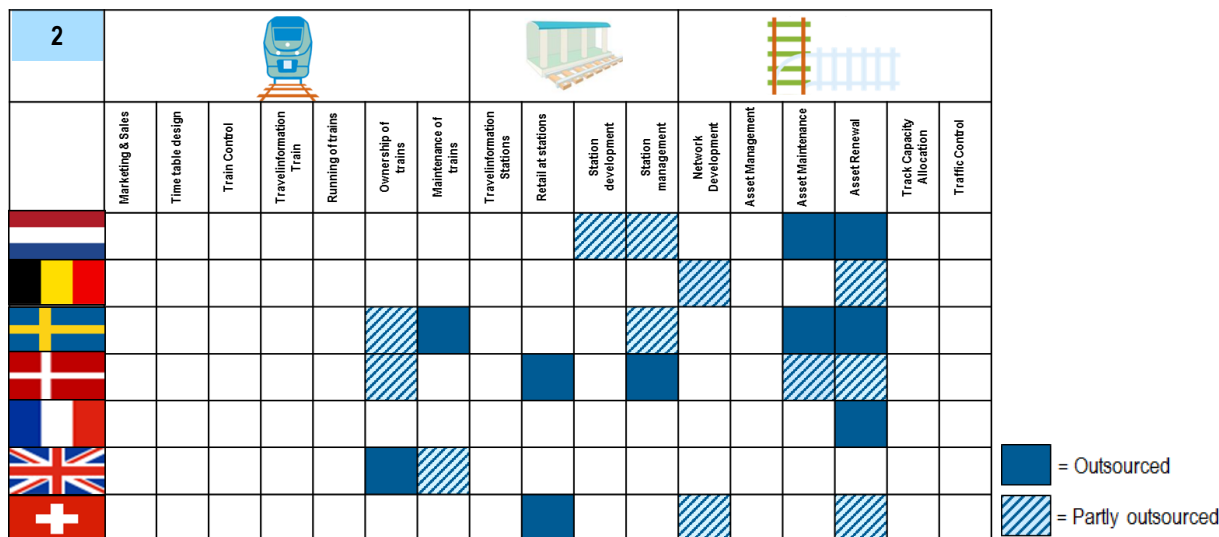 2
Marketing & Sales
Time table design
Train Control
Travelinformation
Train
Running of trains
Ownership of
trains
Maintenance of
trains
Travelinformation
Stations
Retail at stations
Station
development
Station
management
Network
Development
Asset Management
Asset Maintenance
Asset Renewal
Track Capacity
Allocation
Traffic Control
= Outsourced
= Partly outsourced